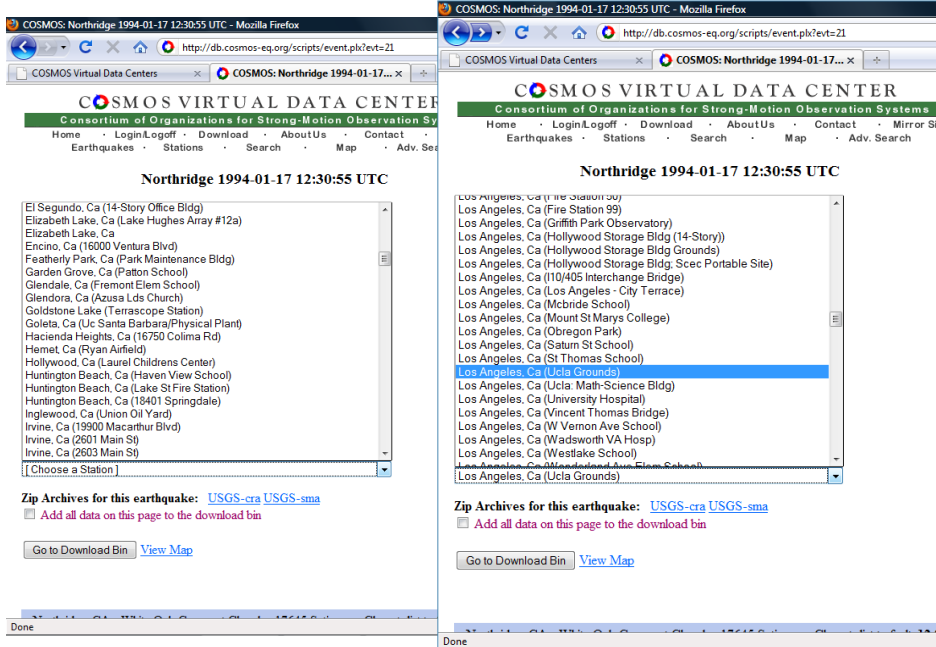 COSMOS: Northridge 1994-01-17 12:30:55 UTC - Mozilla Firefox
http://db.cosmos-eq.org/scripts/event.plx?evt=21
COSMOS Virtual Data Centers × COSMOS: Northridge 1994-01-17... ×
COSMOS VIRTUAL DATA CENTER
Consortium of Organizations for Strong-Motion Observation Sy
Home · Login/Logoff · Download · About Us · Contact ·
Earthquakes · Stations · Search · Map · Adv. Sea
Northridge 1994-01-17 12:30:55 UTC
El Segundo, Ca (14-Story Office Bldg)
Elizabeth Lake, Ca (Lake Hughes Array #12a)
Elizabeth Lake, Ca
Encino, Ca (16000 Ventura Blvd)
Featherly Park, Ca (Park Maintenance Bldg)
Garden Grove, Ca (Patton School)
Glendale, Ca (Fremont Elem School)
Glendora, Ca (Azusa Lds Church)
Goldstone Lake (Terrascope Station)
Goleta, Ca (Uc Santa Barbara/Physical Plant)
Hacienda Heights, Ca (16750 Colima Rd)
Hemet, Ca (Ryan Airfield)
Hollywood, Ca (Laurel Childrens Center)
Huntington Beach, Ca (Haven View School)
Huntington Beach, Ca (Lake St Fire Station)
Huntington Beach, Ca (18401 Springdale)
Inglewood, Ca (Union Oil Yard)
Irvine, Ca (19900 Macarthur Blvd)
Irvine, Ca (2601 Main St)
Irvine, Ca (2603 Main St)
[ Choose a Station ]
Zip Archives for this earthquake: USGS-cra USGS-sma
Add all data on this page to the download bin
Go to Download Bin View Map
Done
COSMOS: Northridge 1994-01-17 12:30:55 UTC - Mozilla Firefox
http://db.cosmos-eq.org/scripts/event.plx?evt=21
COSMOS Virtual Data Centers × COSMOS: Northridge 1994-01-17... ×
COSMOS VIRTUAL DATA CENTER
Consortium of Organizations for Strong-Motion Observation Systems
Home · Login/Logoff · Download · About Us · Contact · Mirror Si
Earthquakes · Stations · Search · Map · Adv. Search
Northridge 1994-01-17 12:30:55 UTC
Los Angeles, Ca (Fire Station 50)
Los Angeles, Ca (Fire Station 99)
Los Angeles, Ca (Griffith Park Observatory)
Los Angeles, Ca (Hollywood Storage Bldg (14-Story))
Los Angeles, Ca (Hollywood Storage Bldg Grounds)
Los Angeles, Ca (Hollywood Storage Bldg; Scec Portable Site)
Los Angeles, Ca (I10/405 Interchange Bridge)
Los Angeles, Ca (Los Angeles - City Terrace)
Los Angeles, Ca (Mcbride School)
Los Angeles, Ca (Mount St Marys College)
Los Angeles, Ca (Obregon Park)
Los Angeles, Ca (Saturn St School)
Los Angeles, Ca (St Thomas School)
Los Angeles, Ca (Ucla Grounds)
Los Angeles, Ca (Ucla: Math-Science Bldg)
Los Angeles, Ca (University Hospital)
Los Angeles, Ca (Vincent Thomas Bridge)
Los Angeles, Ca (W Vernon Ave School)
Los Angeles, Ca (Wadsworth VA Hosp)
Los Angeles, Ca (Westlake School)
Los Angeles, Ca (Wonderland Ave Elem School)
Los Angeles, Ca (Ucla Grounds)
Zip Archives for this earthquake: USGS-cra USGS-sma
Add all data on this page to the download bin
Go to Download Bin View Map
Done